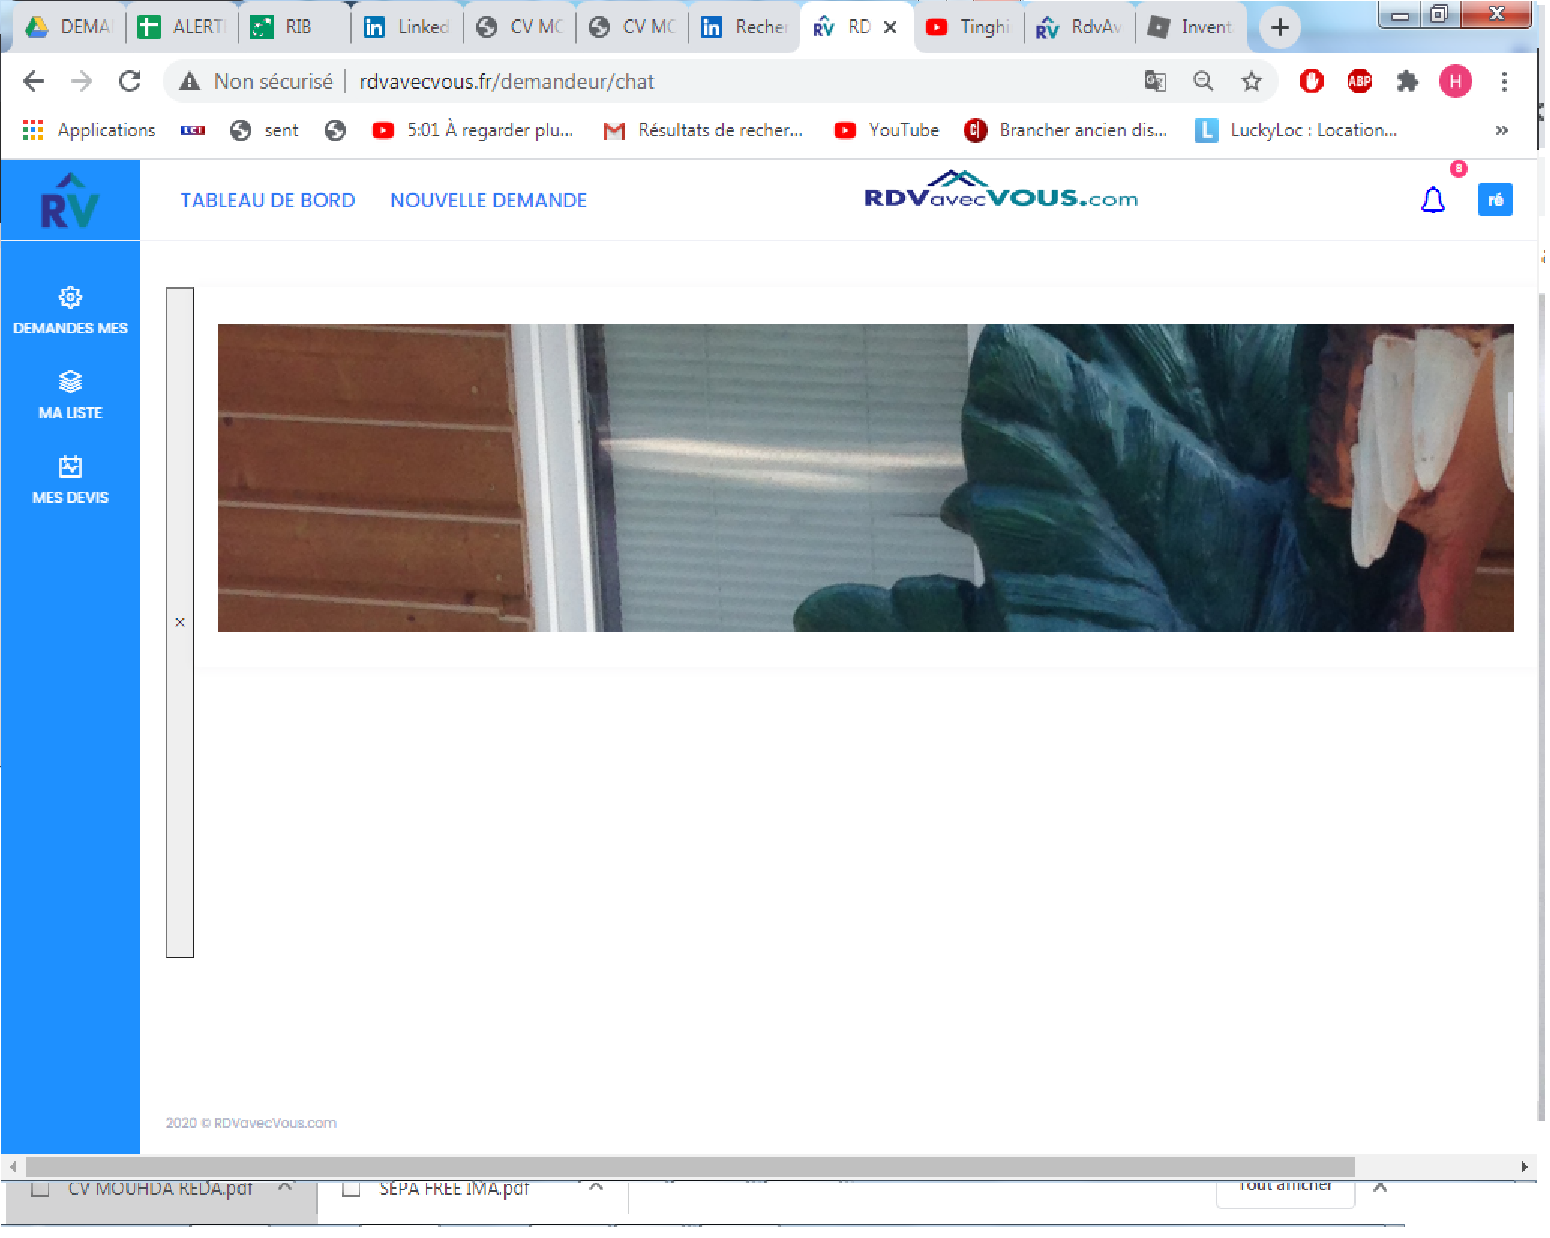 DEMA ALERT RIB Linked CV MC CV MC Recher RD Tinghi RdvAv Invent
Non sécurisé rdvavecvous.fr/demandeur/chat
Applications LCI sent 5:01 À regarder plu... Résultats de recher... YouTube Brancher ancien dis... LuckyLoc : Location...
RV TABLEAU DE BORD NOUVELLE DEMANDE RDVavecVOUS.com 8 ré
DEMANDES MES
MA LISTE
MES DEVIS
2020 © RDVavecVous.com
CV MOUHDA REDA.pdf SEPA FREE IMA.pdf Tout afficher